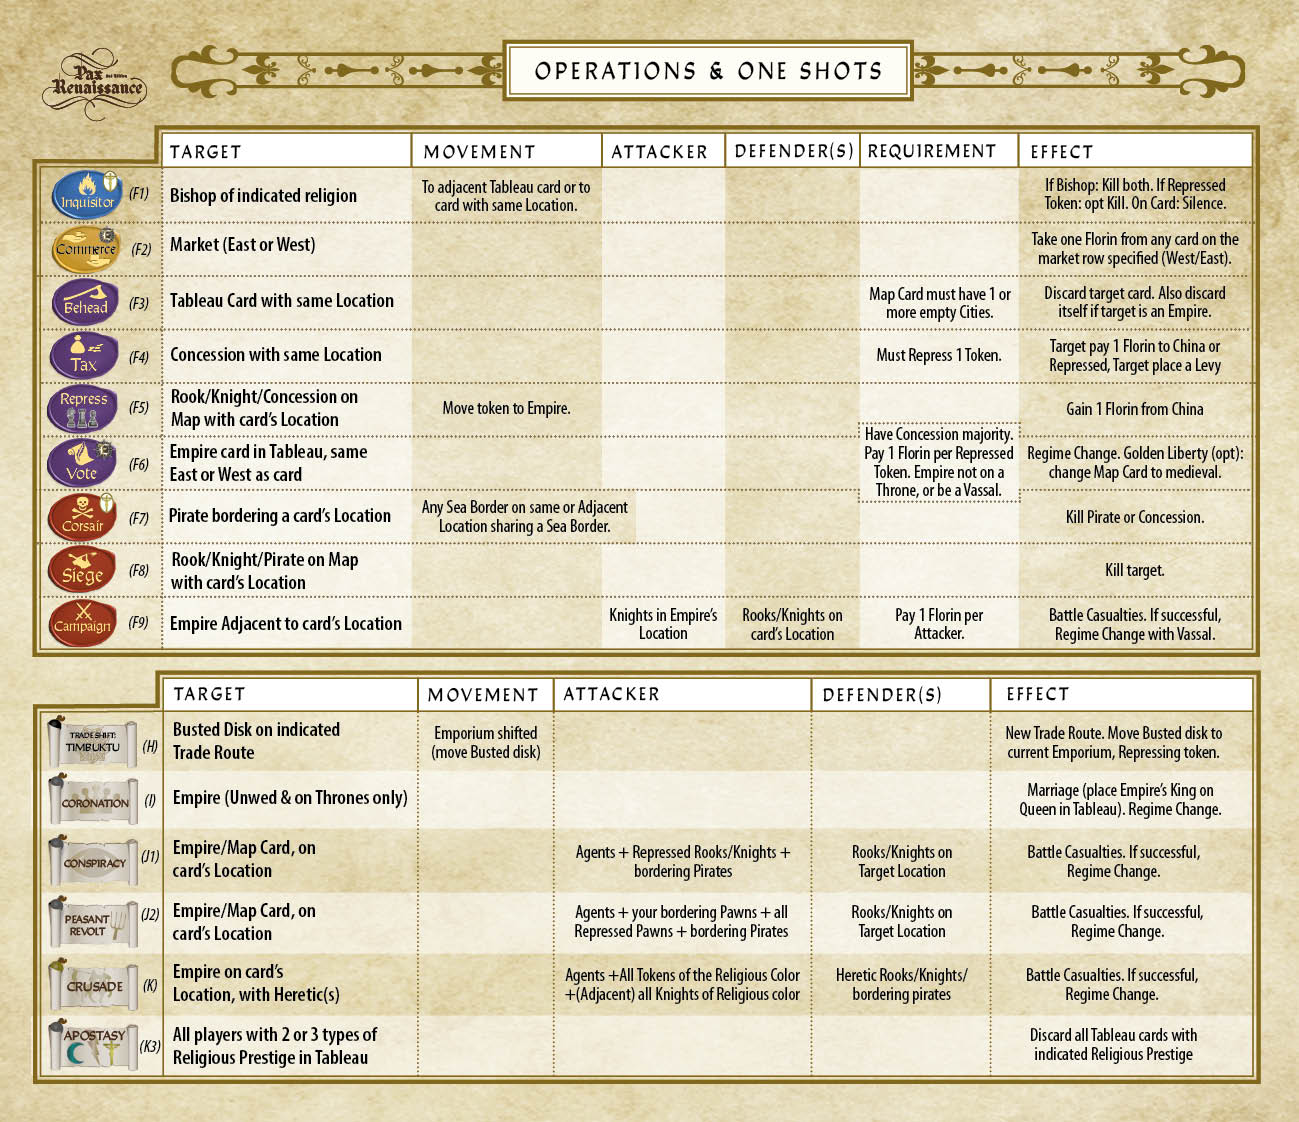 Pax
2nd Edition
Renaissance
OPERATIONS & ONE SHOTS
TARGET MOVEMENT ATTACKER DEFENDER(S) REQUIREMENT EFFECT
Inquisitor (F1)
Bishop of indicated religion
To adjacent Tableau card or to
card with same Location.
If Bishop: Kill both. If Repressed
Token: opt Kill. On Card: Silence.
Commerce (F2)
Market (East or West)
Take one Florin from any card on the
market row specified (West/East).
Behead (F3)
Tableau Card with same Location
Map Card must have 1 or
more empty Cities.
Discard target card. Also discard
itself if target is an Empire.
Tax (F4)
Concession with same Location
Must Repress 1 Token.
Target pay 1 Florin to China or
Repressed, Target place a Levy
Repress (F5)
Rook/Knight/Concession on
Map with card's Location
Move token to Empire.
Gain 1 Florin from China
Vote (F6)
Empire card in Tableau, same
East or West as card
Have Concession majority.
Pay 1 Florin per Repressed
Token. Empire not on a
Throne, or be a Vassal.
Regime Change. Golden Liberty (opt):
change Map Card to medieval.
Corsair (F7)
Pirate bordering a card's Location
Any Sea Border on same or Adjacent
Location sharing a Sea Border.
Kill Pirate or Concession.
Siege (F8)
Rook/Knight/Pirate on Map
with card's Location
Kill target.
Campaign (F9)
Empire Adjacent to card's Location
Knights in Empire's
Location
Rooks/Knights on
card's Location
Pay 1 Florin per
Attacker.
Battle Casualties. If successful,
Regime Change with Vassal.
TARGET MOVEMENT ATTACKER DEFENDER(S) EFFECT
TRADE SHIFT:
TIMBUKTU (H)
Busted Disk on indicated
Trade Route
Emporium shifted
(move Busted disk)
New Trade Route. Move Busted disk to
current Emporium, Repressing token.
CORONATION (I)
Empire (Unwed & on Thrones only)
Marriage (place Empire's King on
Queen in Tableau). Regime Change.
CONSPIRACY (J1)
Empire/Map Card, on
card's Location
Agents + Repressed Rooks/Knights +
bordering Pirates
Rooks/Knights on
Target Location
Battle Casualties. If successful,
Regime Change.
PEASANT
REVOLT (J2)
Empire/Map Card, on
card's Location
Agents + your bordering Pawns + all
Repressed Pawns + bordering Pirates
Rooks/Knights on
Target Location
Battle Casualties. If successful,
Regime Change.
CRUSADE (K)
Empire on card's
Location, with Heretic(s)
Agents +All Tokens of the Religious Color
+(Adjacent) all Knights of Religious color
Heretic Rooks/Knights/
bordering pirates
Battle Casualties. If successful,
Regime Change.
APOSTASY (K3)
All players with 2 or 3 types of
Religious Prestige in Tableau
Discard all Tableau cards with
indicated Religious Prestige